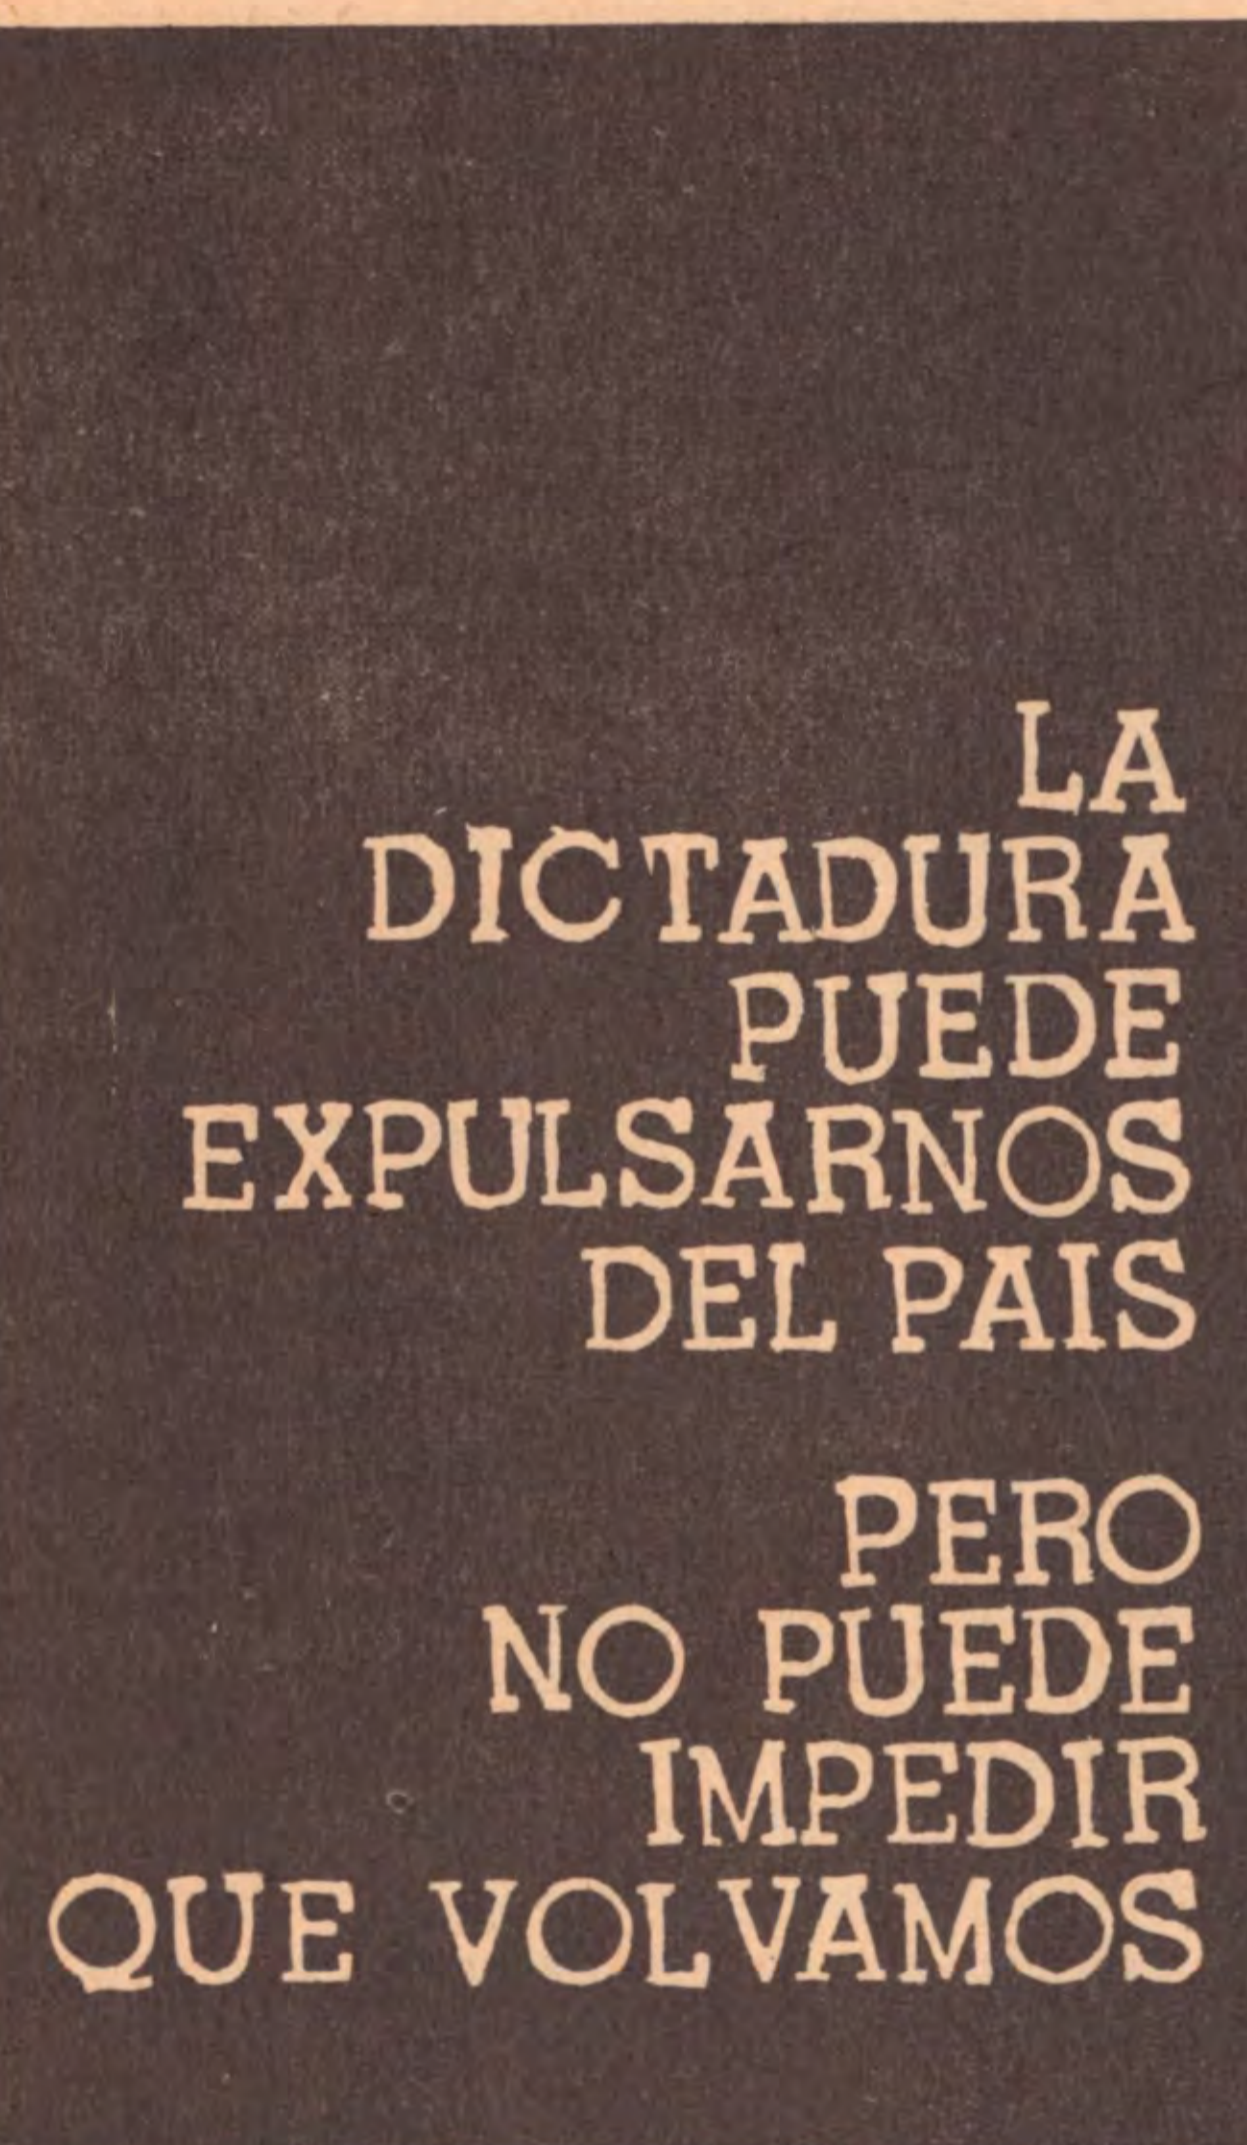 LA
DICTADURA
PUEDE
EXPULSARNOS
DEL PAIS
PERO
NO PUEDE
IMPEDIR
QUE VOLVAMOS